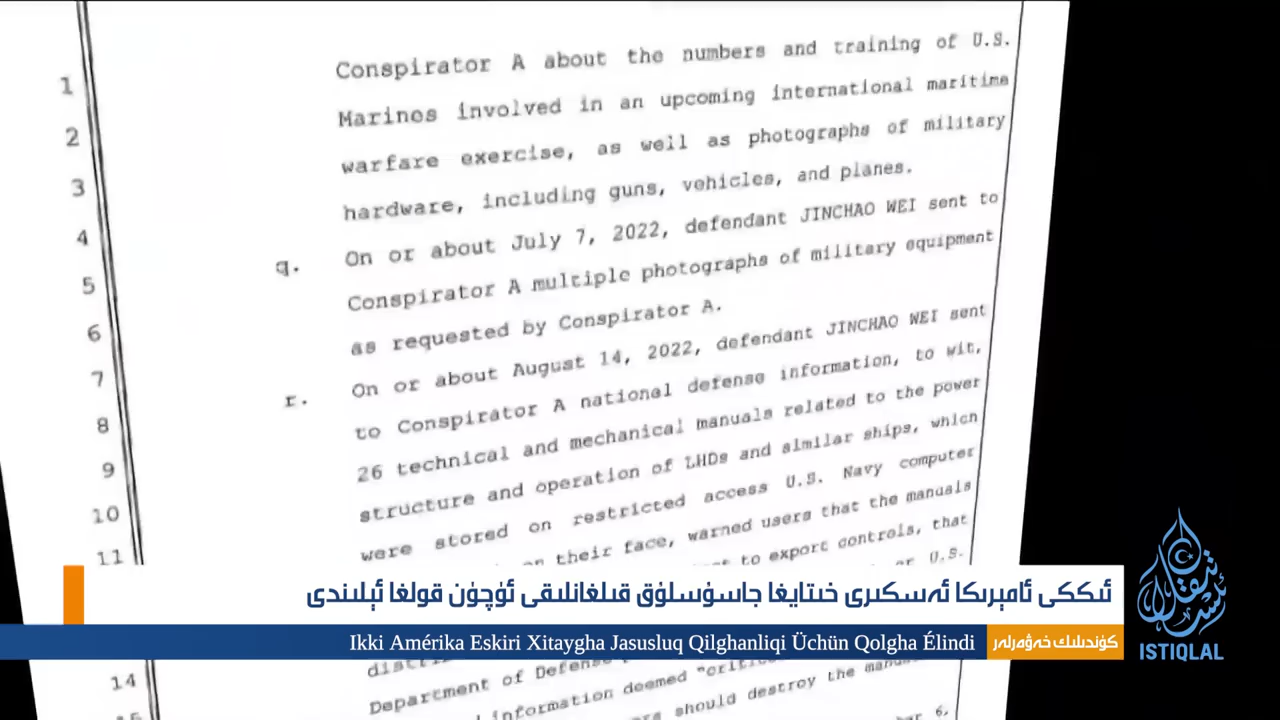 1
Conspirator A about the numbers and training of U.S.
2
Marines involved in an upcoming international maritime
3
warfare exercise, as well as photographs of military
4
hardware, including guns, vehicles, and planes.
5
q. On or about July 7, 2022, defendant JINCHAO WEI sent to
6
Conspirator A multiple photographs of military equipment
7
as requested by Conspirator A.
8
r. On or about August 14, 2022, defendant JINCHAO WEI sent
9
to Conspirator A national defense information, to wit,
10
26 technical and mechanical manuals related to the power
11
structure and operation of LHDs and similar ships, which
were stored on restricted access U.S. Navy computer
on their face, warned users that the manuals
to export controls, that
U.S.
ئىككى ئامېرىكا ئەسكىرى خىتايغا جاسۇسلۇق قىلغانلىقى ئۈچۈن قولغا ئېلىندى
كۈندىلىك خەۋەرلەر
Ikki Amérika Eskiri Xitaygha Jasusluq Qilghanliqi Üchün Qolgha Élindi
ئىستىقلال
ISTIQLAL
14
Department of Defense
information deemed
should destroy the
15
6,